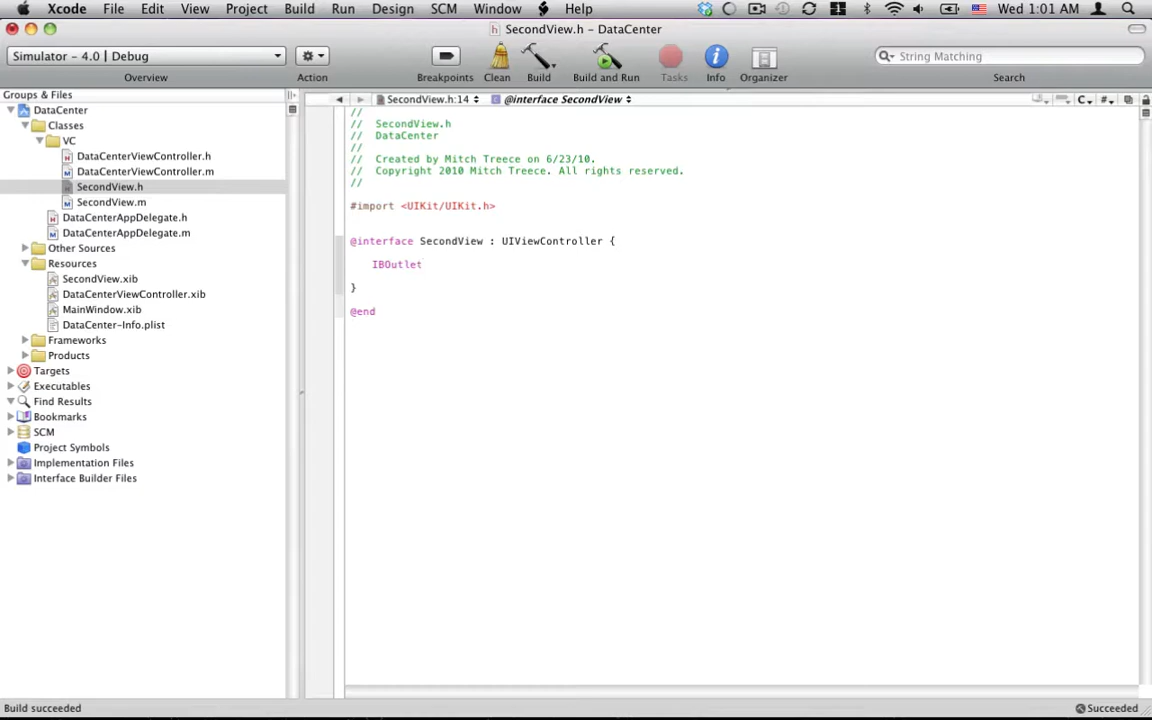 Xcode File Edit View Project Build Run Design SCM Window Help Wed 1:01 AM
SecondView.h - DataCenter
Simulator - 4.0 | Debug
String Matching
Overview Action Breakpoints Clean Build Build and Run Tasks Info Organizer Search
Groups & Files
SecondView.h:14 @interface SecondView
DataCenter
Classes
VC
DataCenterViewController.h
DataCenterViewController.m
SecondView.h
SecondView.m
DataCenterAppDelegate.h
DataCenterAppDelegate.m
Other Sources
Resources
SecondView.xib
DataCenterViewController.xib
MainWindow.xib
DataCenter-Info.plist
Frameworks
Products
Targets
Executables
Find Results
Bookmarks
SCM
Project Symbols
Implementation Files
Interface Builder Files
//
// SecondView.h
// DataCenter
//
// Created by Mitch Treece on 6/23/10.
// Copyright 2010 Mitch Treece. All rights reserved.
//
#import <UIKit/UIKit.h>
@interface SecondView : UIViewController {
IBOutlet
}
@end
Build succeeded
Succeeded